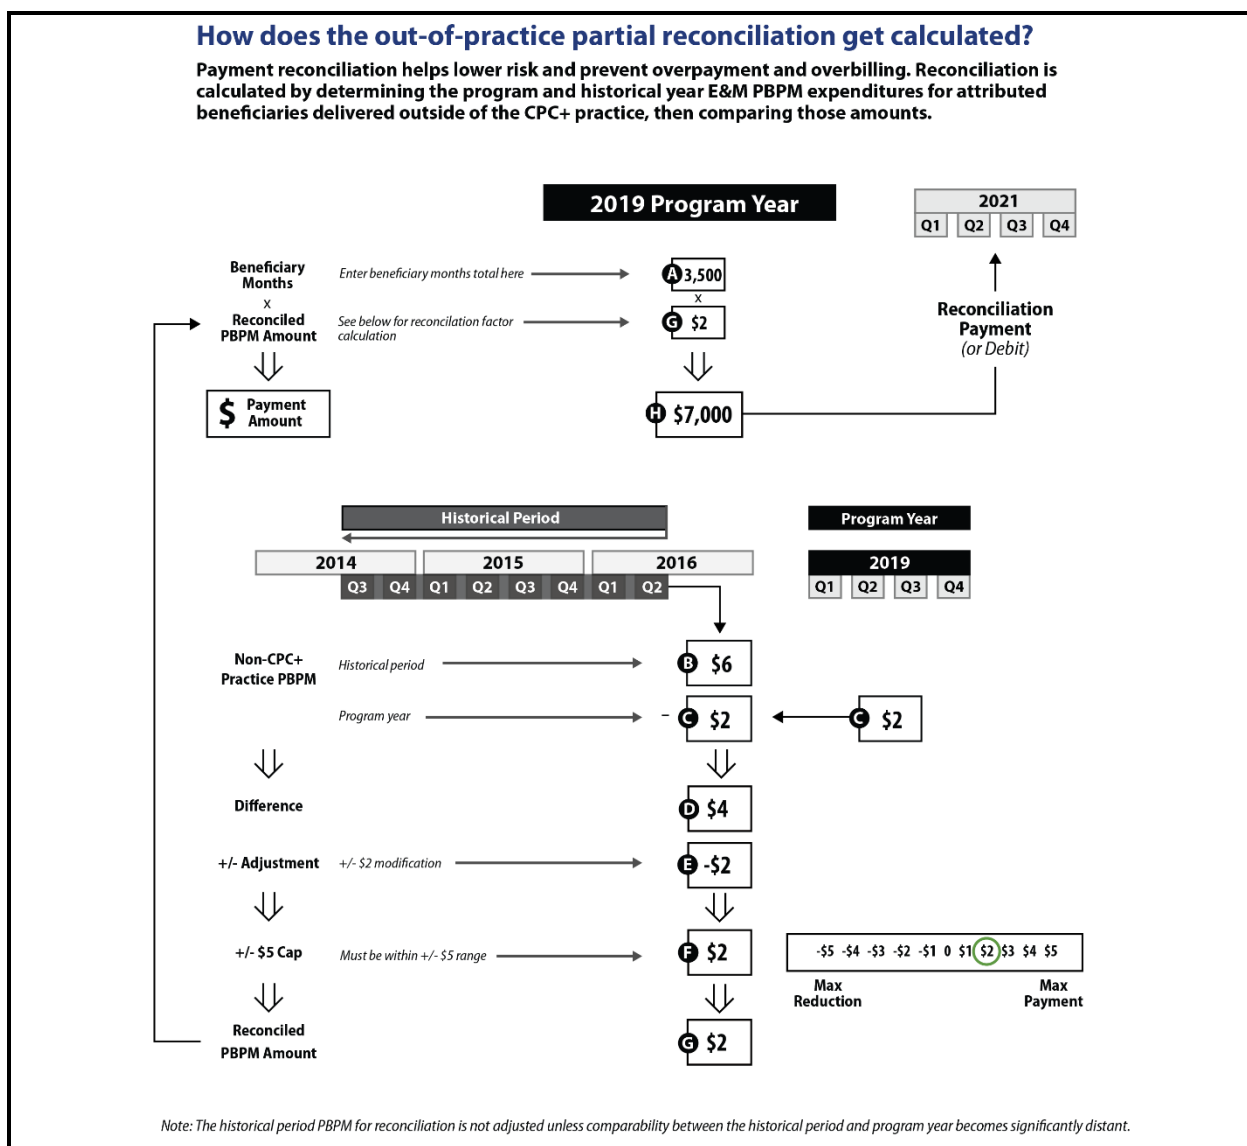 How does the out-of-practice partial reconciliation get calculated?
Payment reconciliation helps lower risk and prevent overpayment and overbilling. Reconciliation is
calculated by determining the program and historical year E&M PBPM expenditures for attributed
beneficiaries delivered outside of the CPC+ practice, then comparing those amounts.
2019 Program Year
2021
Q1 Q2 Q3 Q4
Beneficiary
Months
Enter beneficiary months total here
A 3,500
x
x
Reconciled
PBPM Amount
See below for reconcilation factor
calculation
G $2
Reconciliation
Payment
(or Debit)
$ Payment
Amount
H $7,000
Historical Period
Program Year
2014 2015 2016
2019
Q3 Q4 Q1 Q2 Q3 Q4 Q1 Q2
Q1 Q2 Q3 Q4
Non-CPC+
Practice PBPM
Historical period
B $6
Program year
– C $2
C $2
Difference
D $4
+/- Adjustment
+/- $2 modification
E -$2
+/- $5 Cap
Must be within +/- $5 range
F $2
-$5 -$4 -$3 -$2 -$1 0 $1 $2 $3 $4 $5
Max
Reduction
Max
Payment
Reconciled
PBPM Amount
G $2
Note: The historical period PBPM for reconciliation is not adjusted unless comparability between the historical period and program year becomes significantly distant.